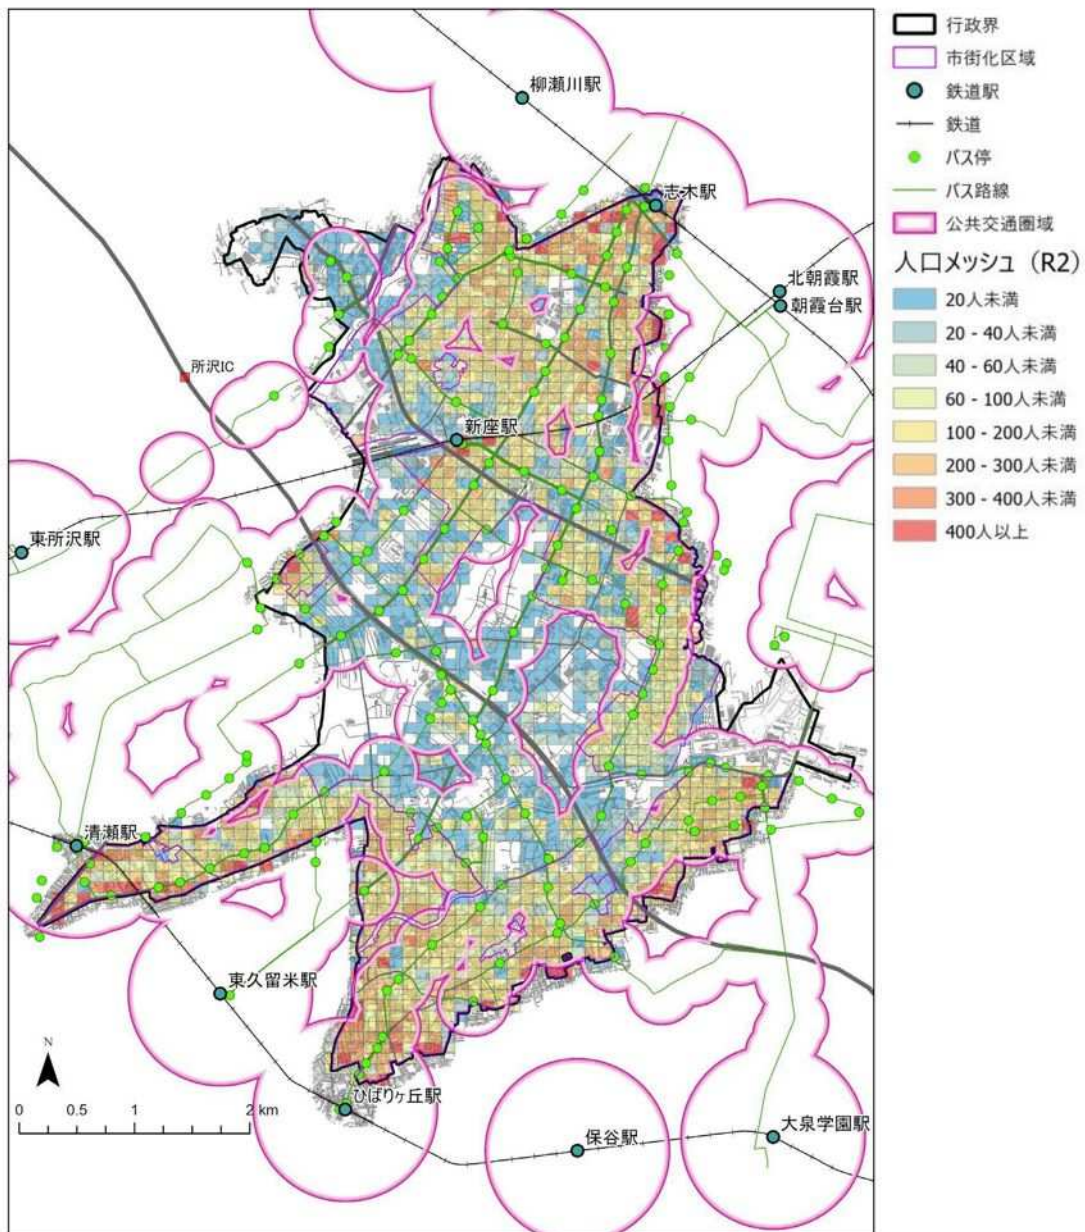 柳瀬川駅
志木駅
北朝霞駅
朝霞台駅
所沢IC
新座駅
東所沢駅
清瀬駅
東久留米駅
ひばりヶ丘駅
保谷駅
大泉学園駅
N
0 0.5 1 2 km
行政界
市街化区域
鉄道駅
鉄道
バス停
バス路線
公共交通圏域
人口メッシュ（R2）
20人未満
20 - 40人未満
40 - 60人未満
60 - 100人未満
100 - 200人未満
200 - 300人未満
300 - 400人未満
400人以上